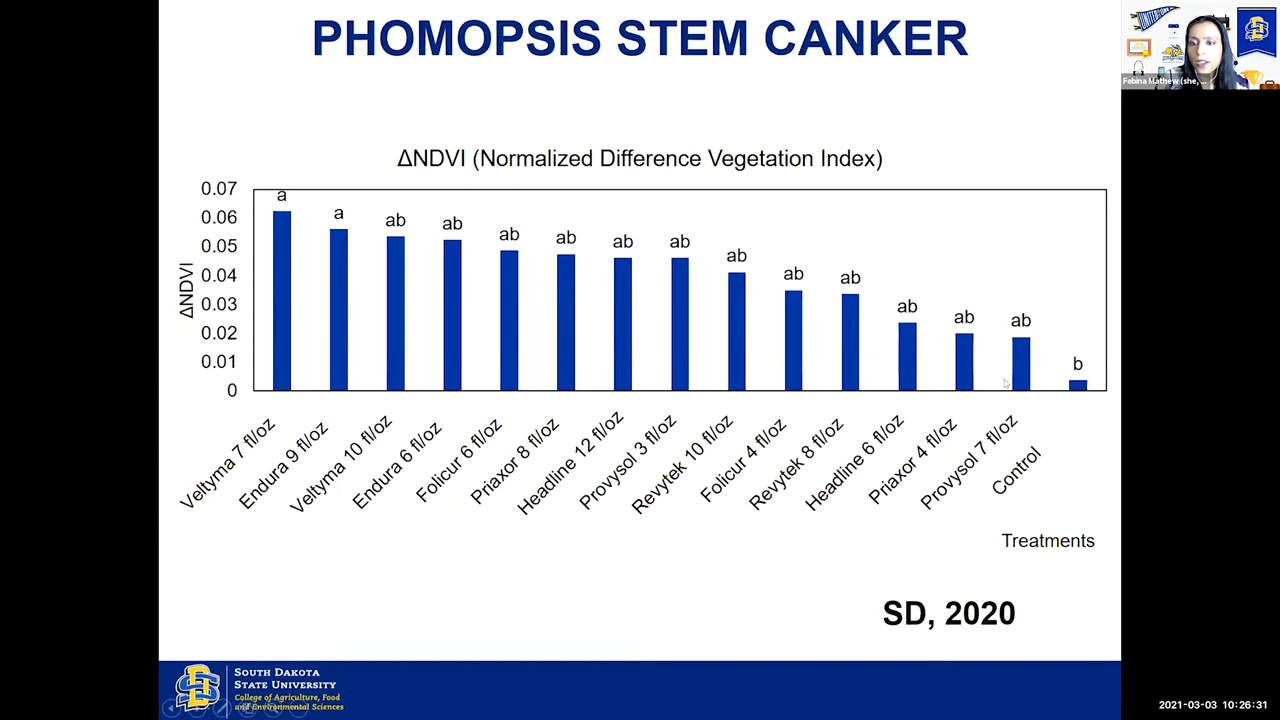 PHOMOPSIS STEM CANKER
Febina Mathew (she, ...
ΔNDVI (Normalized Difference Vegetation Index)
0.07
0.06
0.05
0.04
0.03
0.02
0.01
0
ΔNDVI
a
a
ab
ab
ab
ab
ab
ab
ab
ab
ab
ab
ab
ab
b
Veltyma 7 fl/oz
Endura 9 fl/oz
Veltyma 10 fl/oz
Endura 6 fl/oz
Folicur 6 fl/oz
Priaxor 8 fl/oz
Headline 12 fl/oz
Provysol 3 fl/oz
Revytek 10 fl/oz
Folicur 4 fl/oz
Revytek 8 fl/oz
Headline 6 fl/oz
Priaxor 4 fl/oz
Provysol 7 fl/oz
Control
Treatments
SD, 2020
SOUTH DAKOTA
STATE UNIVERSITY
College of Agriculture, Food
and Environmental Sciences
2021-03-03 10:26:31